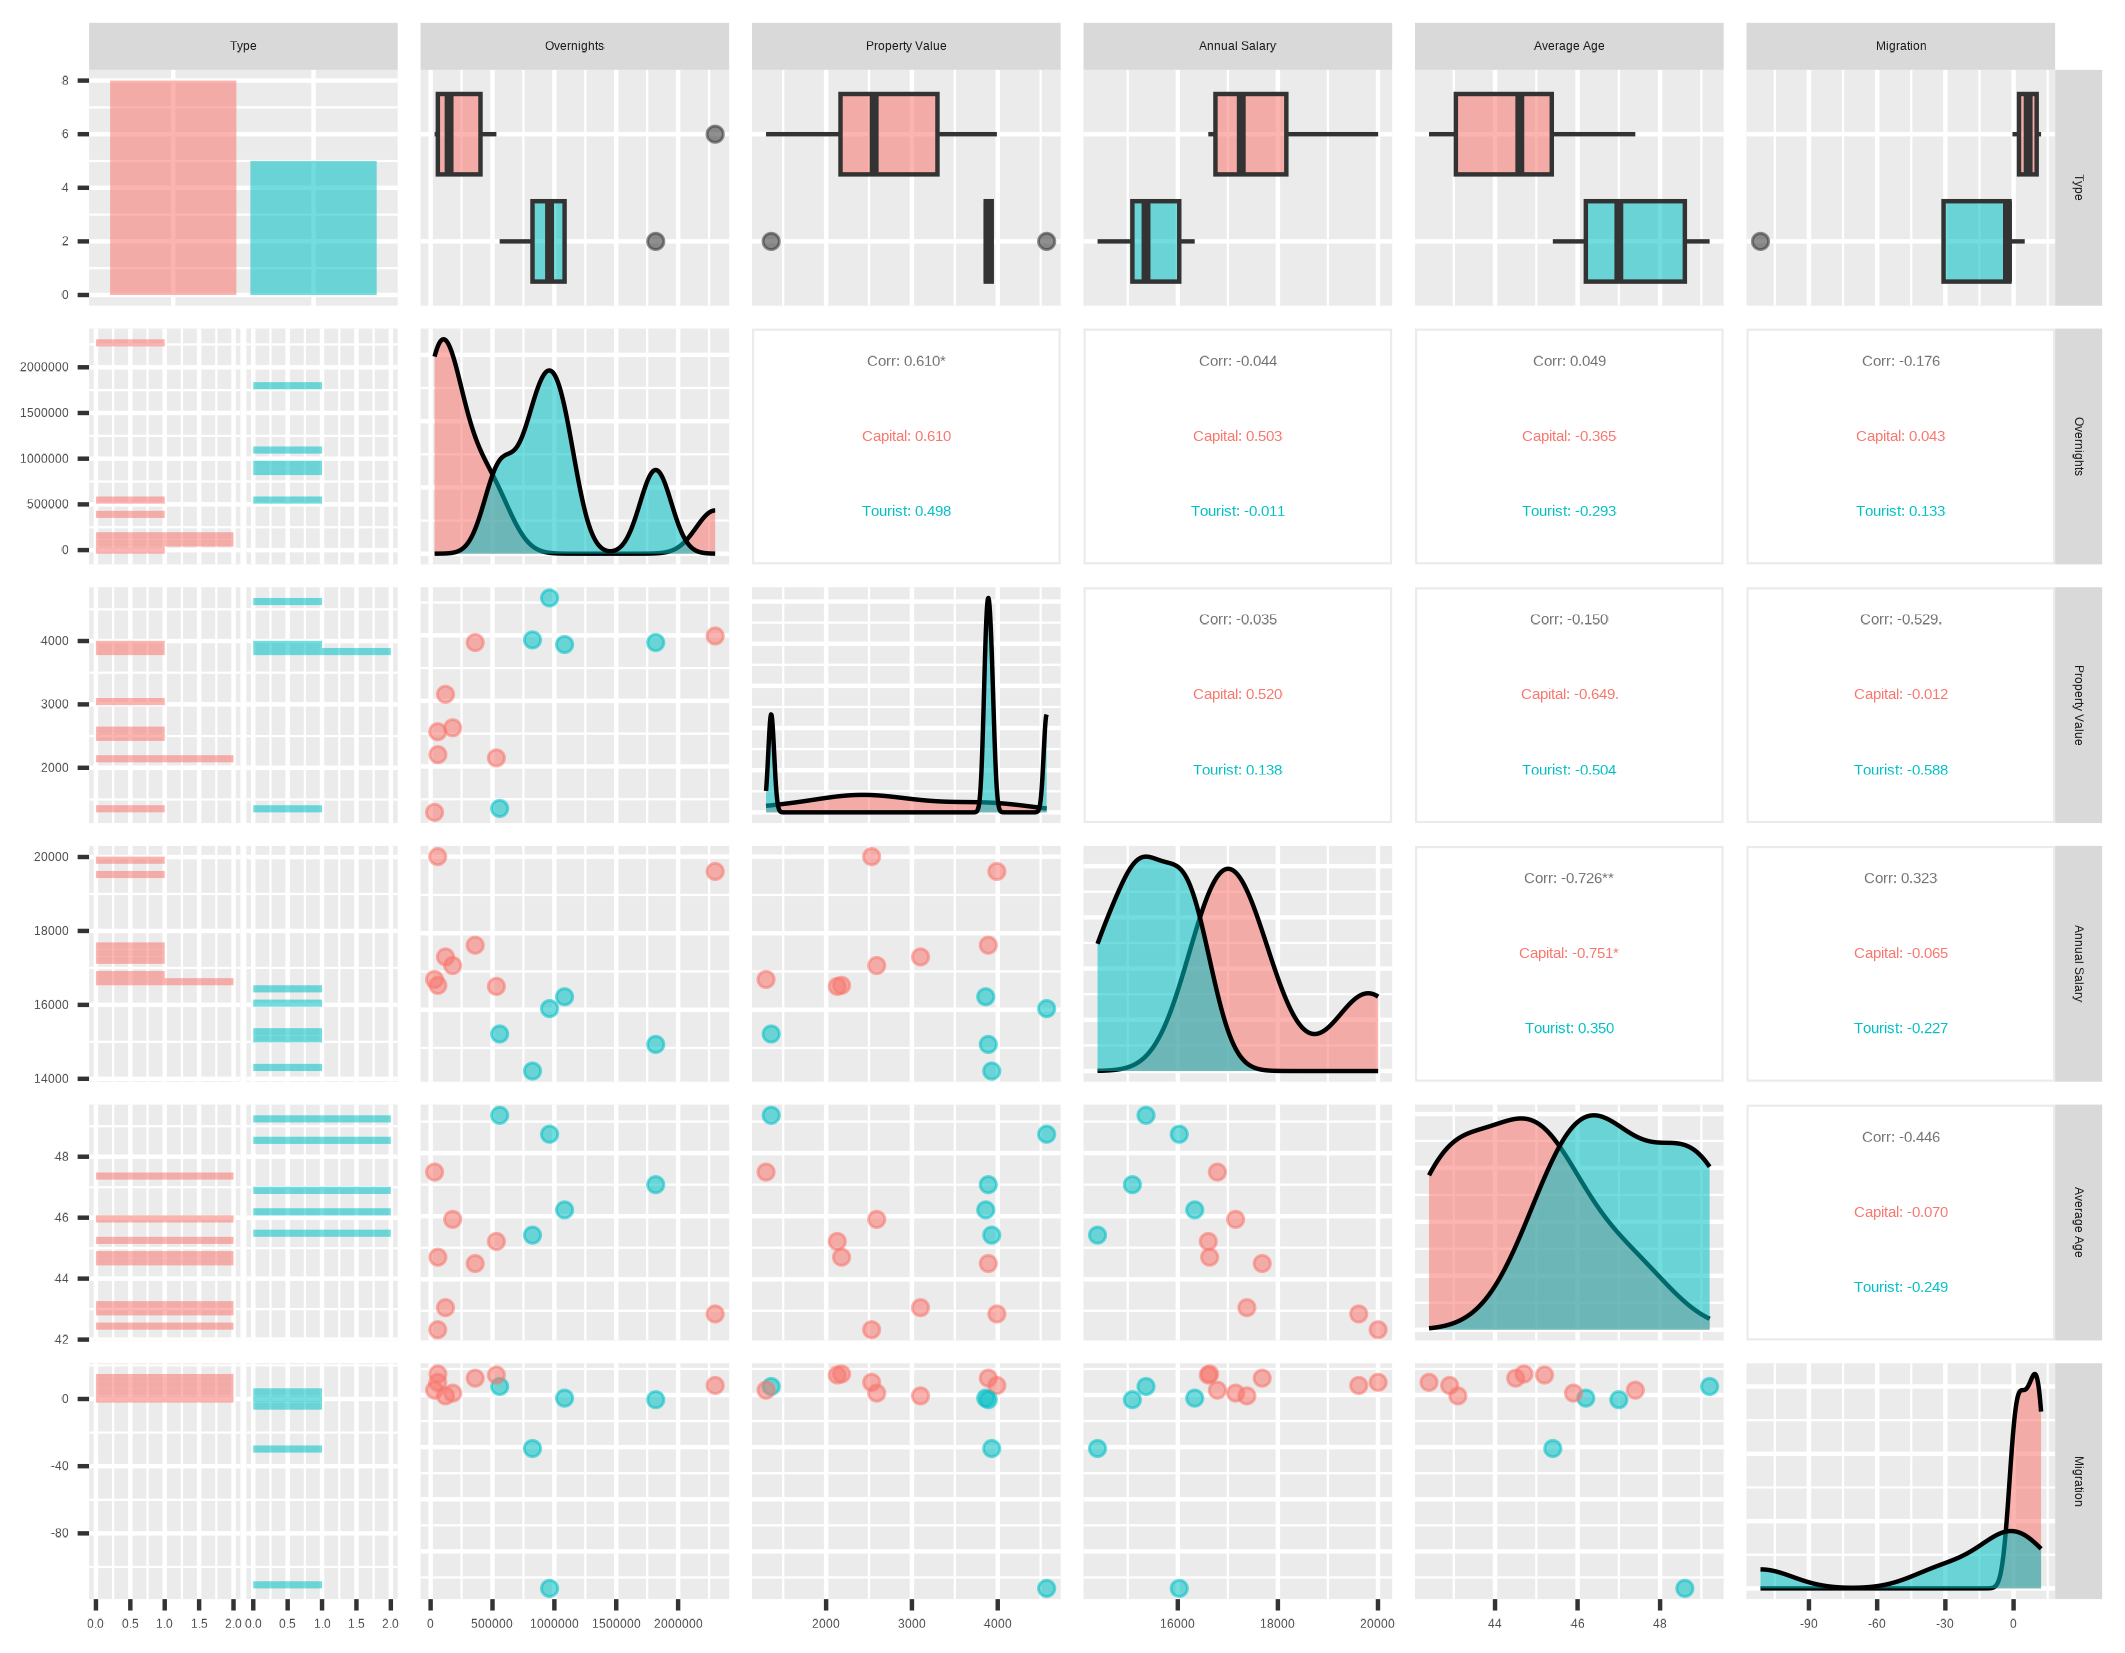 Type Overnights Property Value Annual Salary Average Age Migration
8
6
4
2
0
Type
2000000
1500000
1000000
500000
0
Corr: 0.610* Corr: -0.044 Corr: 0.049 Corr: -0.176
Capital: 0.610 Capital: 0.503 Capital: -0.365 Capital: 0.043
Tourist: 0.498 Tourist: -0.011 Tourist: -0.293 Tourist: 0.133
Overnights
4000
3000
2000
Corr: -0.035 Corr: -0.150 Corr: -0.529.
Capital: 0.520 Capital: -0.649. Capital: -0.012
Tourist: 0.138 Tourist: -0.504 Tourist: -0.588
Property Value
20000
18000
16000
14000
Corr: -0.726** Corr: 0.323
Capital: -0.751* Capital: -0.065
Tourist: 0.350 Tourist: -0.227
Annual Salary
48
46
44
42
Corr: -0.446
Capital: -0.070
Tourist: -0.249
Average Age
0
-40
-80
Migration
0.0 0.5 1.0 1.5 2.0 0.0 0.5 1.0 1.5 2.0 0 500000 1000000 1500000 2000000 2000 3000 4000 16000 18000 20000 44 46 48 -90 -60 -30 0